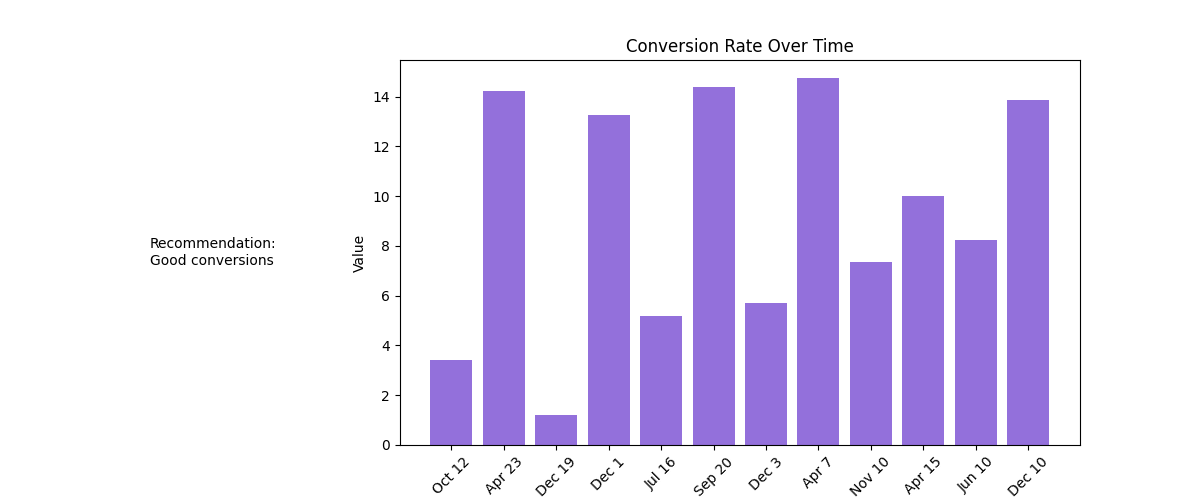 Conversion Rate Over Time
Recommendation:
Good conversions
Value
14
12
10
8
6
4
2
0
Oct 12
Apr 23
Dec 19
Dec 1
Jul 16
Sep 20
Dec 3
Apr 7
Nov 10
Apr 15
Jun 10
Dec 10